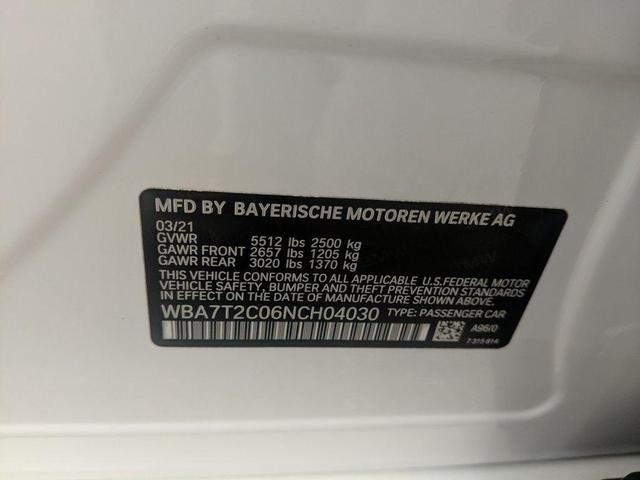 MFD BY BAYERISCHE MOTOREN WERKE AG
03/21
GVWR 5512 lbs 2500 kg
GAWR FRONT 2657 lbs 1205 kg
GAWR REAR 3020 lbs 1370 kg
THIS VEHICLE CONFORMS TO ALL APPLICABLE U.S.FEDERAL MOTOR
VEHICLE SAFETY, BUMPER, AND THEFT PREVENTION STANDARDS
IN EFFECT ON THE DATE OF MANUFACTURE SHOWN ABOVE.
WBA7T2C06NCH04030 TYPE: PASSENGER CAR
A96/0